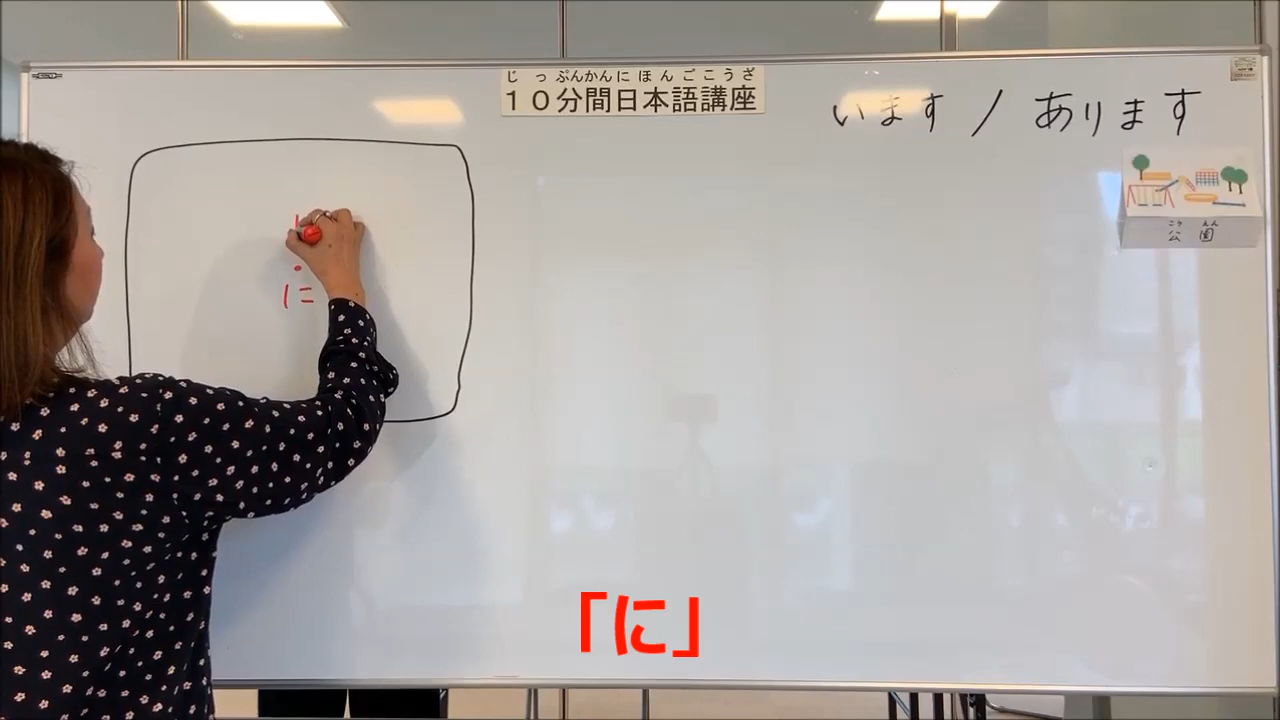 じっぷんかんにほんごこうざ
10分間日本語講座
います / あります
こうえん
公園
に
「に」